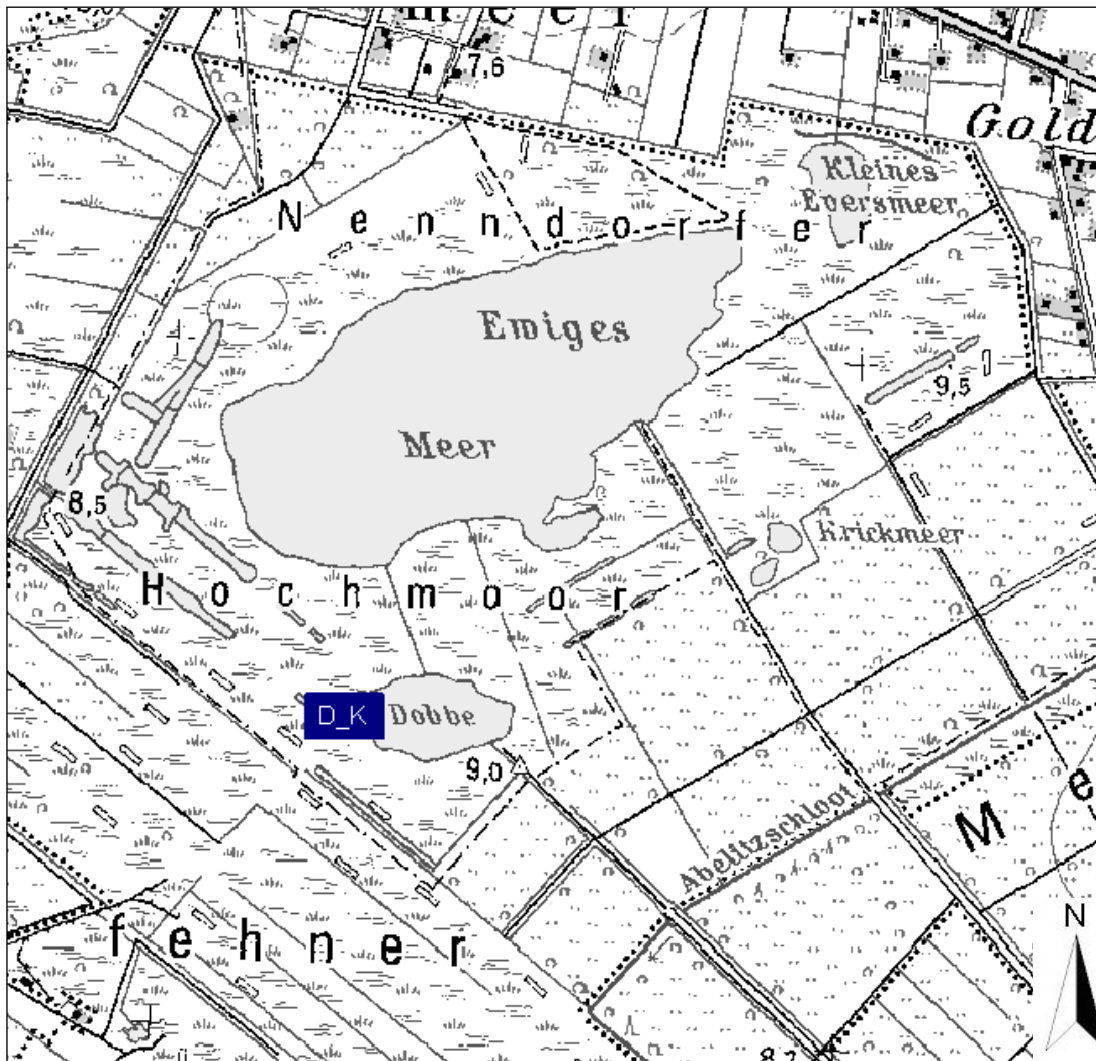 m e e r
7,6
Gold
Kleines
Eversmeer
N e n n d o r f e r
Ewiges
Meer
9,5
8,5
Krickmeer
H o c h m o o r
D_K
Dobbe
9,0
Abelitzschloot
M e
f e h n e r
N